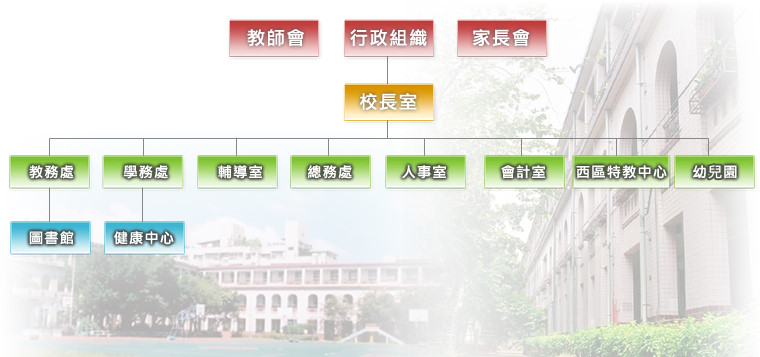 教師會
行政組織
家長會
校長室
教務處
學務處
輔導室
總務處
人事室
會計室
西區特教中心
幼兒園
圖書館
健康中心